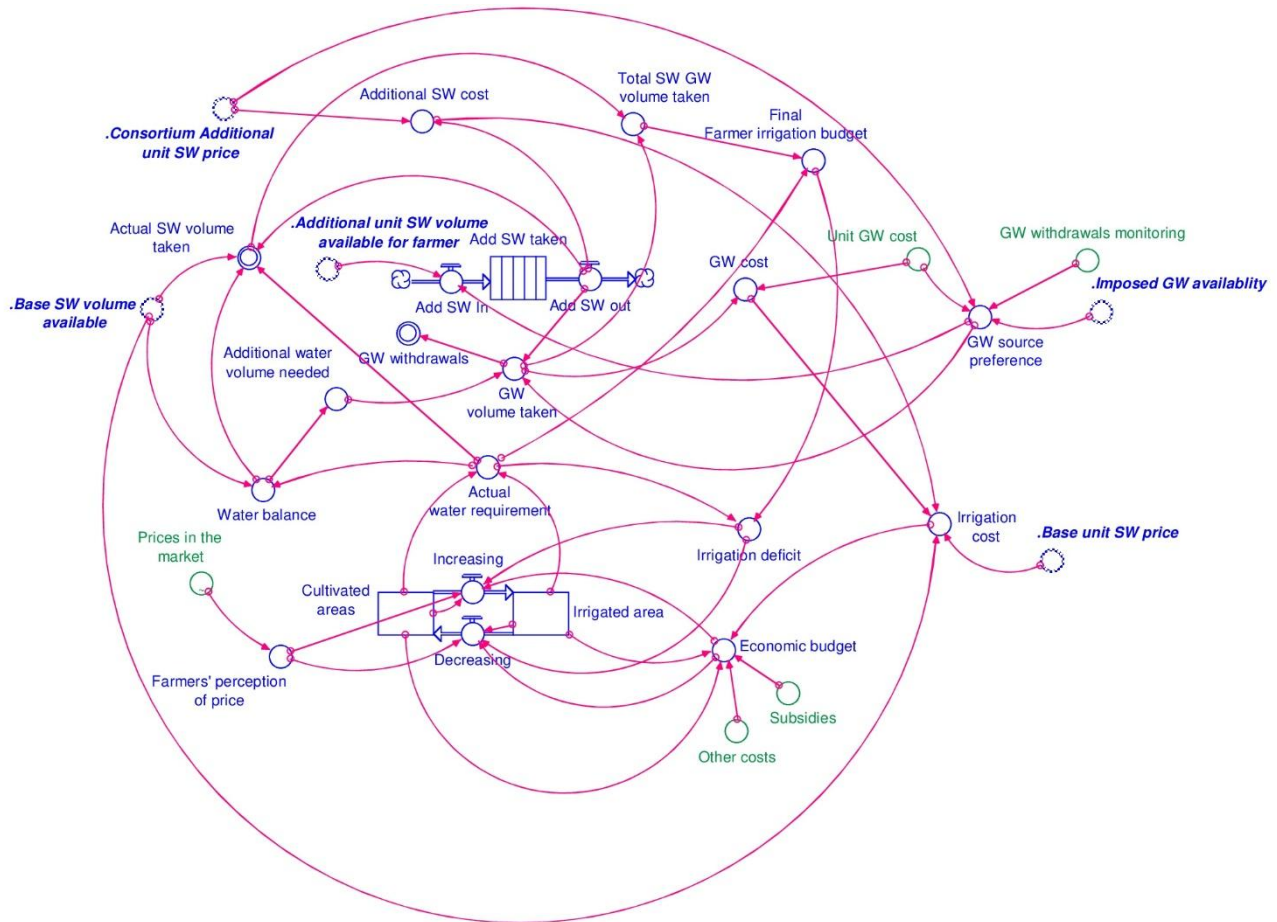 Total SW GW
volume taken
Additional SW cost
Final
Farmer irrigation budget
.Consortium Additional
unit SW price
Actual SW volume
taken
.Additional unit SW volume
available for farmer
Add SW taken
Unit GW cost
GW withdrawals monitoring
GW cost
.Imposed GW availablity
.Base SW volume
available
Add SW In
Add SW out
GW source
preference
Additional water
volume needed
GW withdrawals
GW
volume taken
Water balance
Actual
water requirement
Irrigation
cost
.Base unit SW price
Prices in the
market
Increasing
Irrigation deficit
Cultivated
areas
Irrigated area
Economic budget
Decreasing
Farmers' perception
of price
Subsidies
Other costs